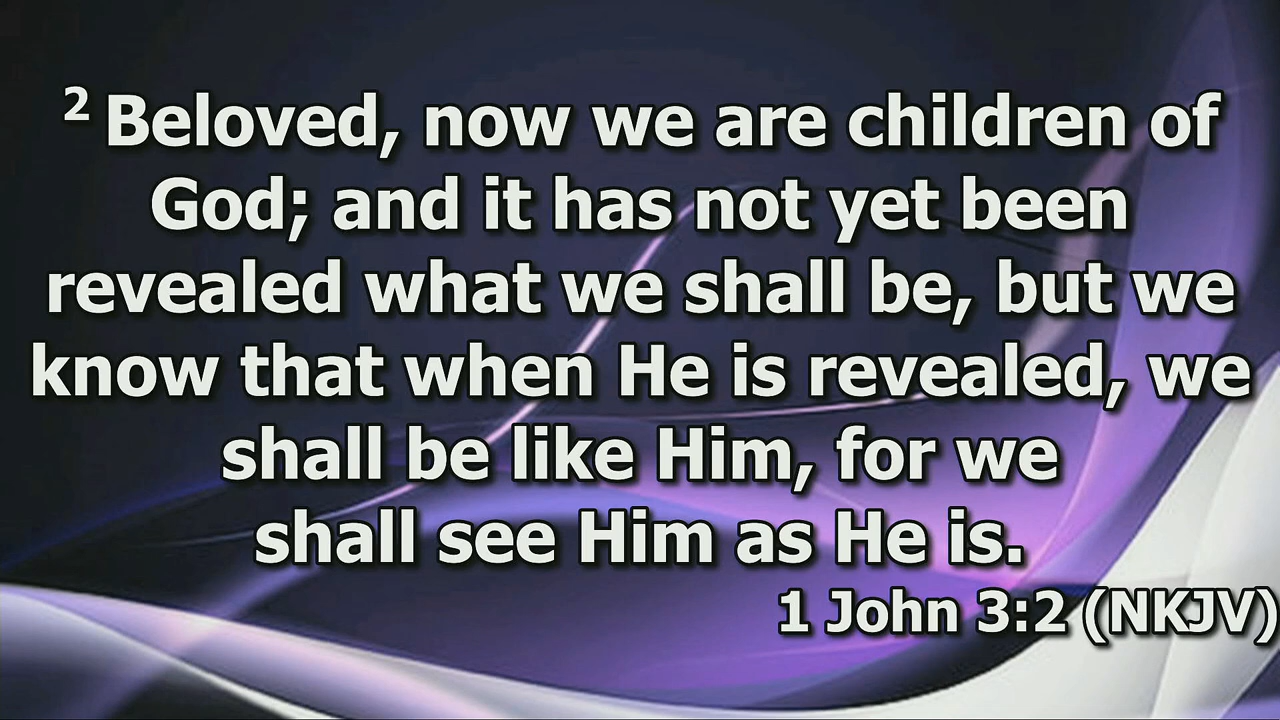 2 Beloved, now we are children of
God; and it has not yet been
revealed what we shall be, but we
know that when He is revealed, we
shall be like Him, for we
shall see Him as He is.
1 John 3:2 (NKJV)